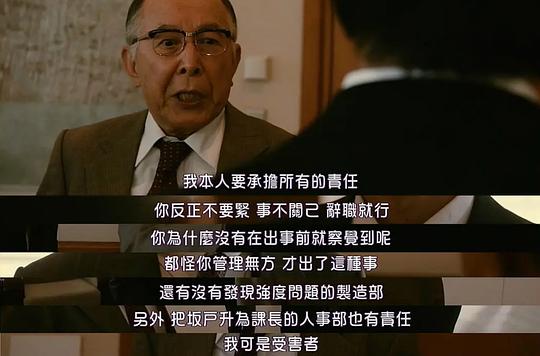 我本人要承擔所有的責任
你反正不要緊 事不關己 辭職就行
你為什麼沒有在出事前就察覺到呢
都怪你管理無方 才出了這種事
還有沒有發現強度問題的製造部
另外 把坂戶升為課長的人事部也有責任
我可是受害者